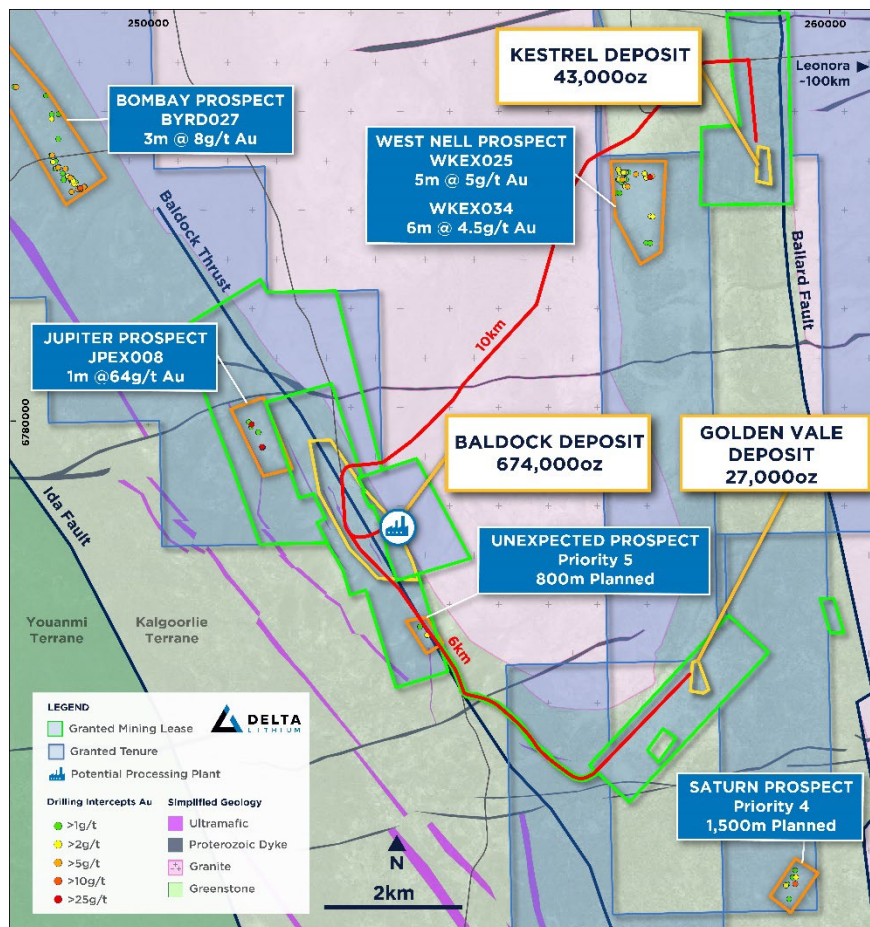 250000
260000
KESTREL DEPOSIT
43,000oz
Leonora
~100km
BOMBAY PROSPECT
BYRD027
3m @ 8g/t Au
WEST NELL PROSPECT
WKEX025
5m @ 5g/t Au
WKEX034
6m @ 4.5g/t Au
Baldock Thrust
Ballard Fault
JUPITER PROSPECT
JPEX008
1m @64g/t Au
10km
6780000
BALDOCK DEPOSIT
674,000oz
GOLDEN VALE
DEPOSIT
27,000oz
Ida Fault
UNEXPECTED PROSPECT
Priority 5
800m Planned
Youanmi
Terrane
Kalgoorlie
Terrane
6km
LEGEND
Granted Mining Lease
Granted Tenure
Potential Processing Plant
DELTA
LITHIUM
Drilling Intercepts Au
>1g/t
>2g/t
>5g/t
>10g/t
>25g/t
Simplified Geology
Ultramafic
Proterozoic Dyke
Granite
Greenstone
N
2km
SATURN PROSPECT
Priority 4
1,500m Planned